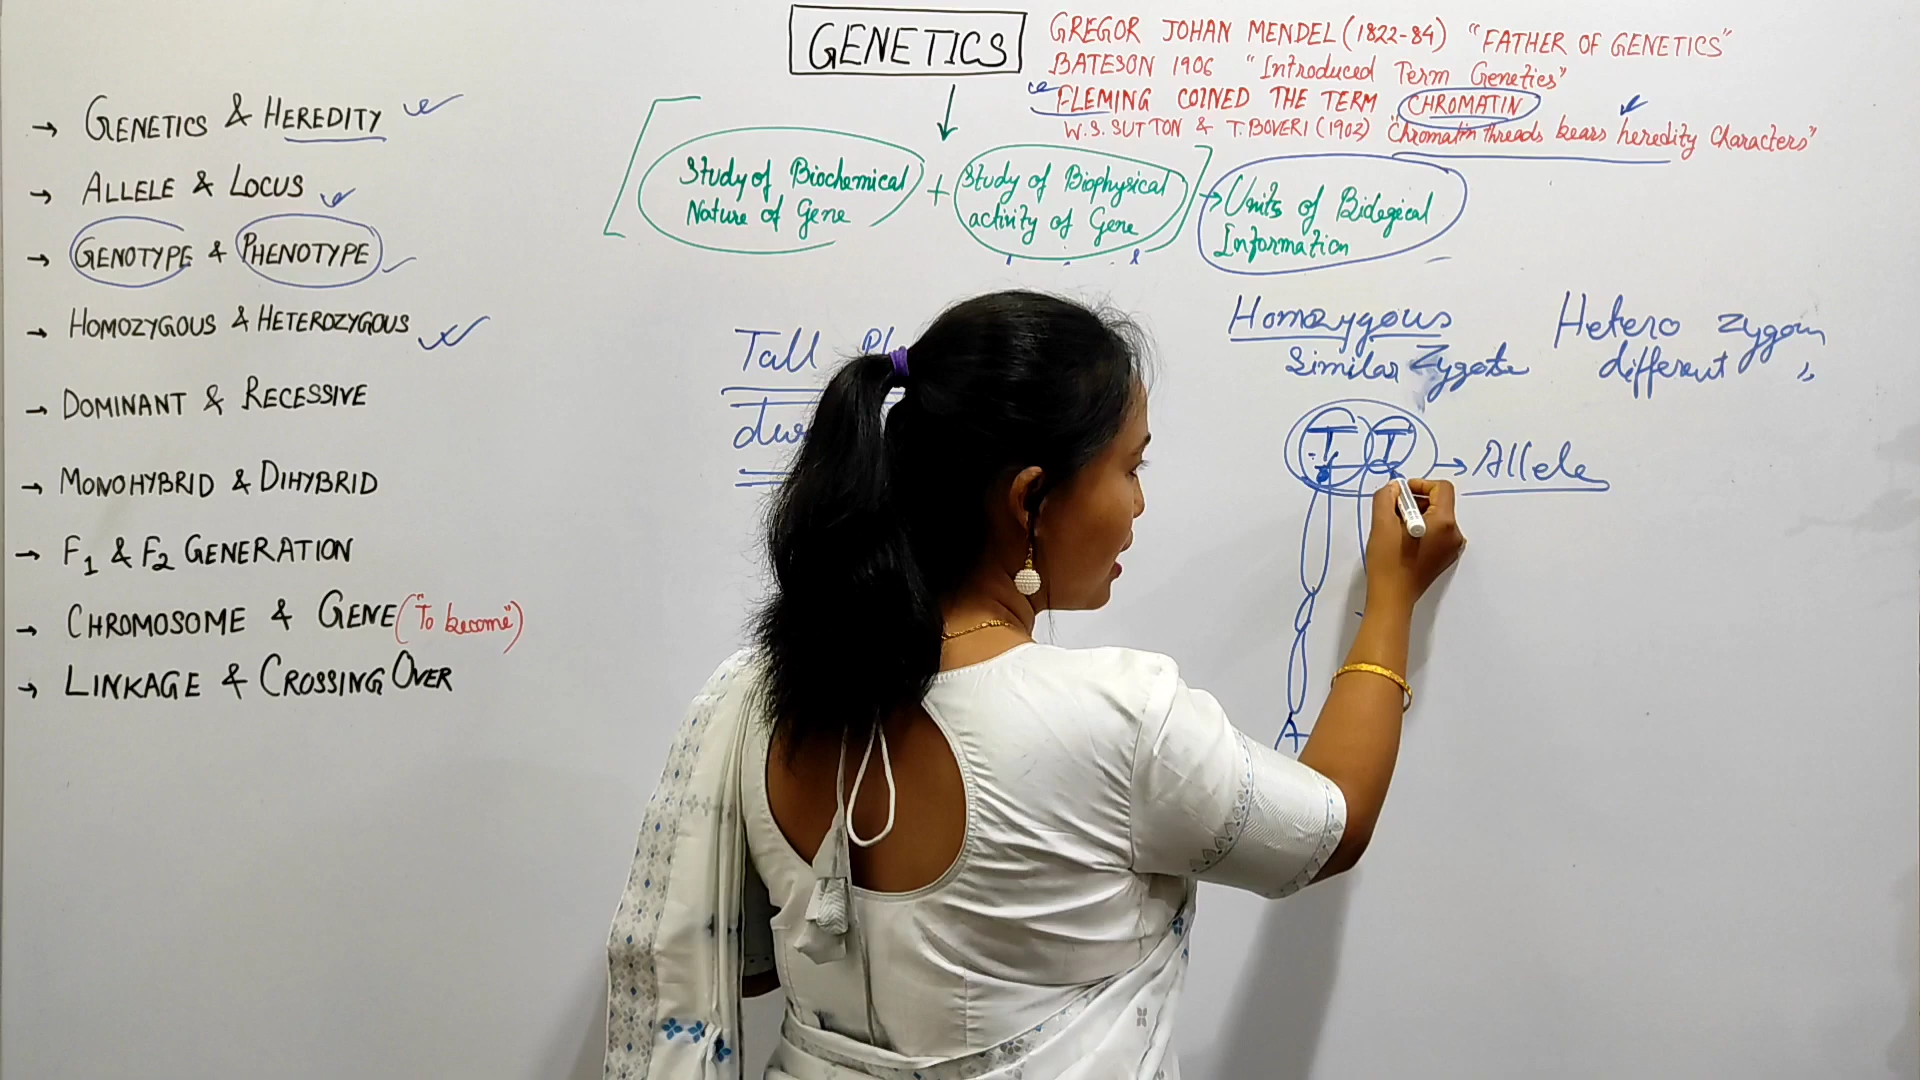 GENETICS
GREGOR JOHAN MENDEL (1822-84) "FATHER OF GENETICS"
BATESON 1906 "Introduced Term Genetics"
FLEMING COINED THE TERM CHROMATIN
W.S. SUTTON & T. BOVERI (1902) "Chromatin threads bears heredity Characters"
Study of Biochemical
Nature of Gene
+
Study of Biophysical
activity of Gene
→ Units of Biological
Information
→ GENETICS & HEREDITY
→ ALLELE & LOCUS
→ GENOTYPE & PHENOTYPE
→ HOMOZYGOUS & HETEROZYGOUS
→ DOMINANT & RECESSIVE
→ MONOHYBRID & DIHYBRID
→ F1 & F2 GENERATION
→ CHROMOSOME & GENE ("To become")
→ LINKAGE & CROSSING OVER
Tall
Homozygous
Similar Zygote
Hetero zygous
different "
T T → Allele